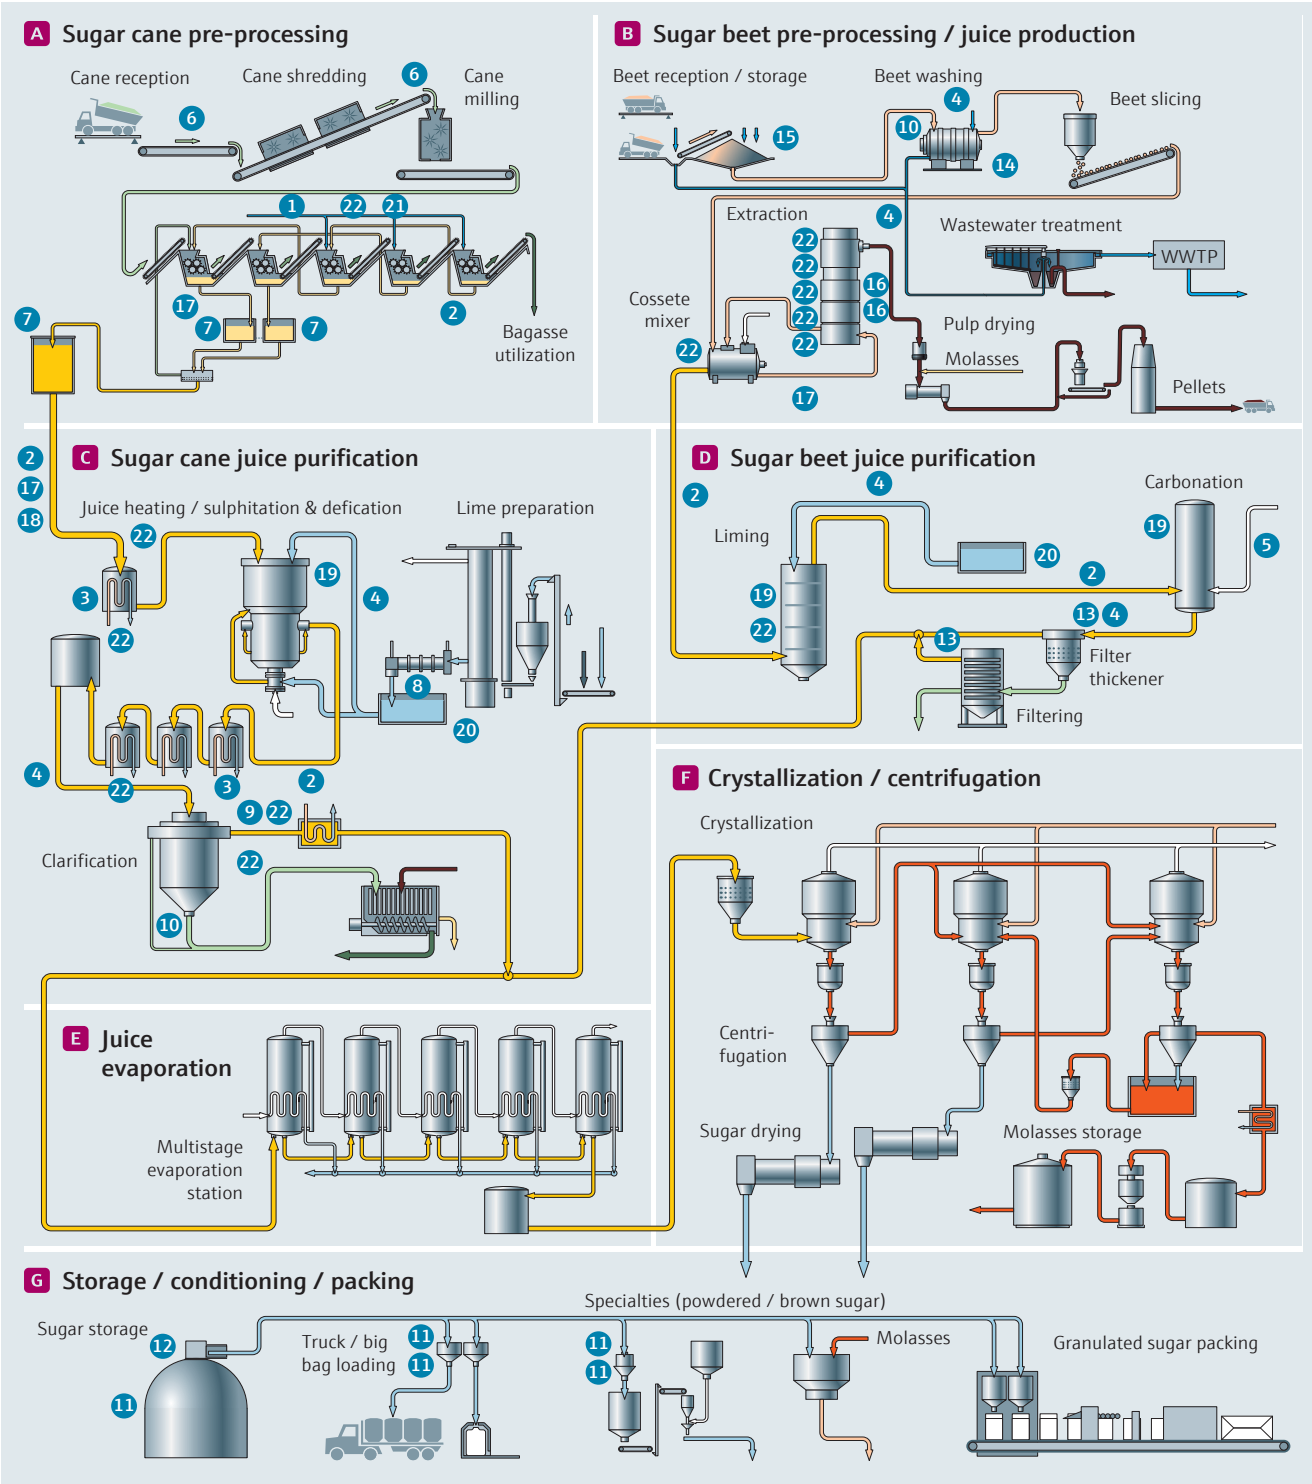 A Sugar cane pre-processing
Cane reception
Cane shredding
6
Cane
milling
6
1
22
21
17
7
7
7
2
Bagasse
utilization
B Sugar beet pre-processing / juice production
Beet reception / storage
Beet washing
4
Beet slicing
10
15
14
Extraction
4
Wastewater treatment
WWTP
22
22
22
16
22
16
22
Cossete
mixer
22
17
Pulp drying
Molasses
Pellets
C Sugar cane juice purification
2
17
18
Juice heating / sulphitation & defication
Lime preparation
22
19
3
4
22
8
20
4
22
3
2
9
22
Clarification
22
10
D Sugar beet juice purification
2
4
Carbonation
Liming
19
5
20
2
19
22
13
4
13
Filter
thickener
Filtering
E Juice
evaporation
Multistage
evaporation
station
F Crystallization / centrifugation
Crystallization
Centri-
fugation
Sugar drying
Molasses storage
G Storage / conditioning / packing
Specialties (powdered / brown sugar)
Sugar storage
12
11
Truck / big
bag loading
11
11
11
11
Molasses
Granulated sugar packing